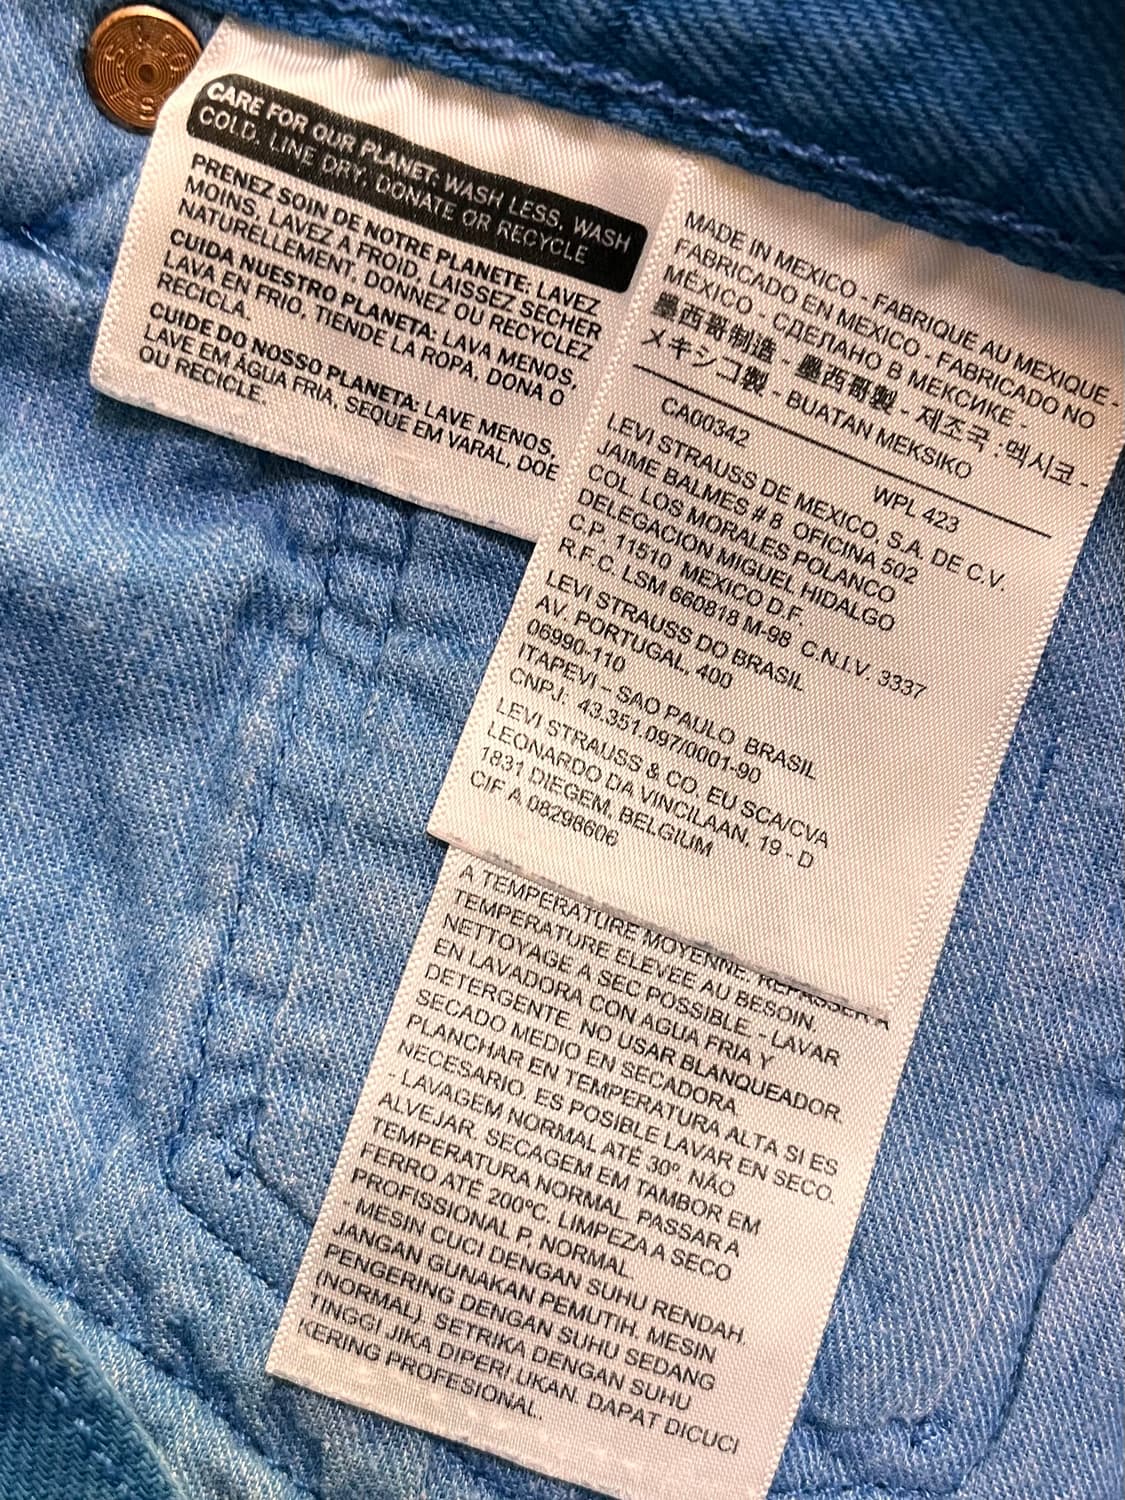 CARE FOR OUR PLANET: WASH LESS, WASH
COLD, LINE DRY, DONATE OR RECYCLE
PRENEZ SOIN DE NOTRE PLANETE: LAVEZ
MOINS, LAVEZ A FROID, LAISSEZ SECHER
NATURELLEMENT, DONNEZ OU RECYCLEZ
CUIDA NUESTRO PLANETA: LAVA MENOS,
LAVA EN FRIO, TIENDE LA ROPA, DONA O
RECICLA.
CUIDE DO NOSSO PLANETA: LAVE MENOS,
LAVE EM ÁGUA FRIA, SEQUE EM VARAL, DOE
OU RECICLE.
MADE IN MEXICO - FABRIQUE AU MEXIQUE -
FABRICADO EN MEXICO - FABRICADO NO
MÉXICO - СДЕЛАНО В МЕКСИКЕ -
墨西哥制造 - 墨西哥製 - 제조국 : 멕시코 -
メキシコ製 - BUATAN MEKSIKO
CA00342 WPL 423
LEVI STRAUSS DE MEXICO, S.A. DE C.V.
JAIME BALMES # 8 OFICINA 502
COL. LOS MORALES POLANCO
DELEGACION MIGUEL HIDALGO
C.P. 11510 MEXICO D.F.
R.F.C. LSM 660818 M-98 C.N.I.V. 3337
LEVI STRAUSS DO BRASIL
AV. PORTUGAL, 400
06990-110
ITAPEVI – SAO PAULO BRASIL
CNPJ: 43.351.097/0001-90
LEVI STRAUSS & CO. EU SCA/CVA
LEONARDO DA VINCILAAN, 19 - D
1831 DIEGEM, BELGIUM
CIF A 08298606
A TEMPERATURE MOYENNE. REPASSER A
TEMPERATURE ELEVEE AU BESOIN.
NETTOYAGE A SEC POSSIBLE. - LAVAR
EN LAVADORA CON AGUA FRIA Y
DETERGENTE. NO USAR BLANQUEADOR.
SECADO MEDIO EN SECADORA
PLANCHAR EN TEMPERATURA ALTA SI ES
NECESARIO. ES POSIBLE LAVAR EN SECO.
- LAVAGEM NORMAL ATÉ 30º. NÃO
ALVEJAR. SECAGEM EM TAMBOR EM
TEMPERATURA NORMAL. PASSAR A
FERRO ATÉ 200ºC. LIMPEZA A SECO
PROFISSIONAL P, NORMAL.
- MESIN CUCI DENGAN SUHU RENDAH.
JANGAN GUNAKAN PEMUTIH. MESIN
PENGERING DENGAN SUHU SEDANG
(NORMAL). SETRIKA DENGAN SUHU
TINGGI JIKA DIPERLUKAN. DAPAT DICUCI
KERING PROFESIONAL.